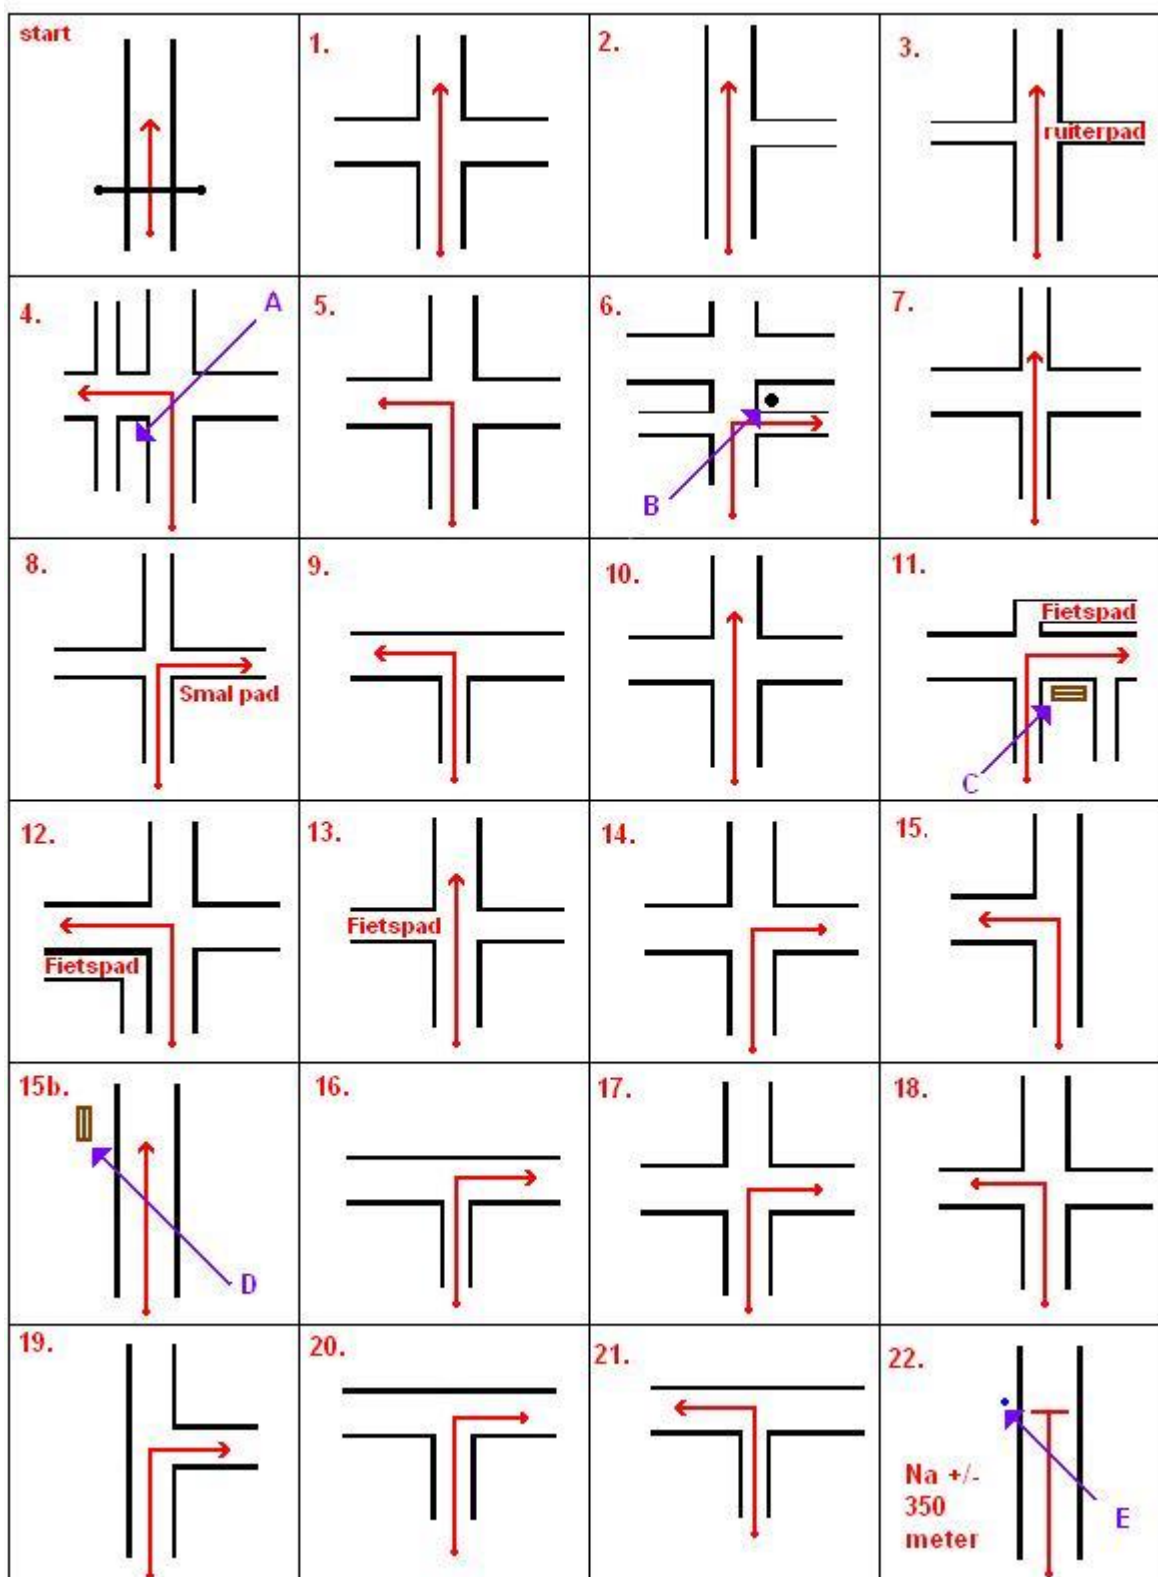 start
1.
2.
3.
ruiterpad
4.
A
5.
6.
B
7.
8.
Smal pad
9.
10.
11.
Fietspad
C
12.
Fietspad
13.
Fietspad
14.
15.
15b.
D
16.
17.
18.
19.
20.
21.
22.
Na +/-
350
meter
E